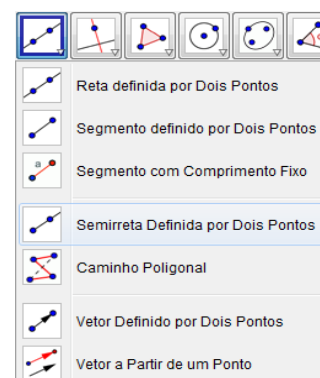 Reta definida por Dois Pontos
Segmento definido por Dois Pontos
a
Segmento com Comprimento Fixo
Semirreta Definida por Dois Pontos
Caminho Poligonal
Vetor Definido por Dois Pontos
Vetor a Partir de um Ponto